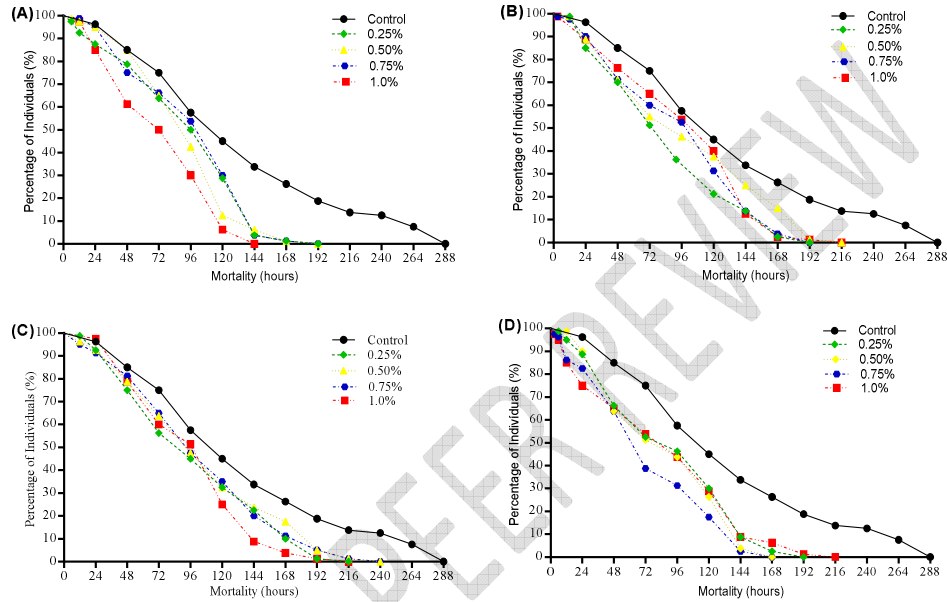 (A)
Percentage of Individuals (%)
100
90
80
70
60
50
40
30
20
10
0
0 24 48 72 96 120 144 168 192 216 240 264 288
Mortality (hours)
Control
0.25%
0.50%
0.75%
1.0%
(B)
Percentage of Individuals (%)
100
90
80
70
60
50
40
30
20
10
0
0 24 48 72 96 120 144 168 192 216 240 264 288
Mortality (hours)
Control
0.25%
0.50%
0.75%
1.0%
(C)
Percentage of Individuals (%)
100
90
80
70
60
50
40
30
20
10
0
0 24 48 72 96 120 144 168 192 216 240 264 288
Mortality (hours)
Control
0.25%
0.50%
0.75%
1.0%
(D)
Percentage of Individuals (%)
100
90
80
70
60
50
40
30
20
10
0
0 24 48 72 96 120 144 168 192 216 240 264 288
Mortality (hours)
Control
0.25%
0.50%
0.75%
1.0%
PEER REVIEW